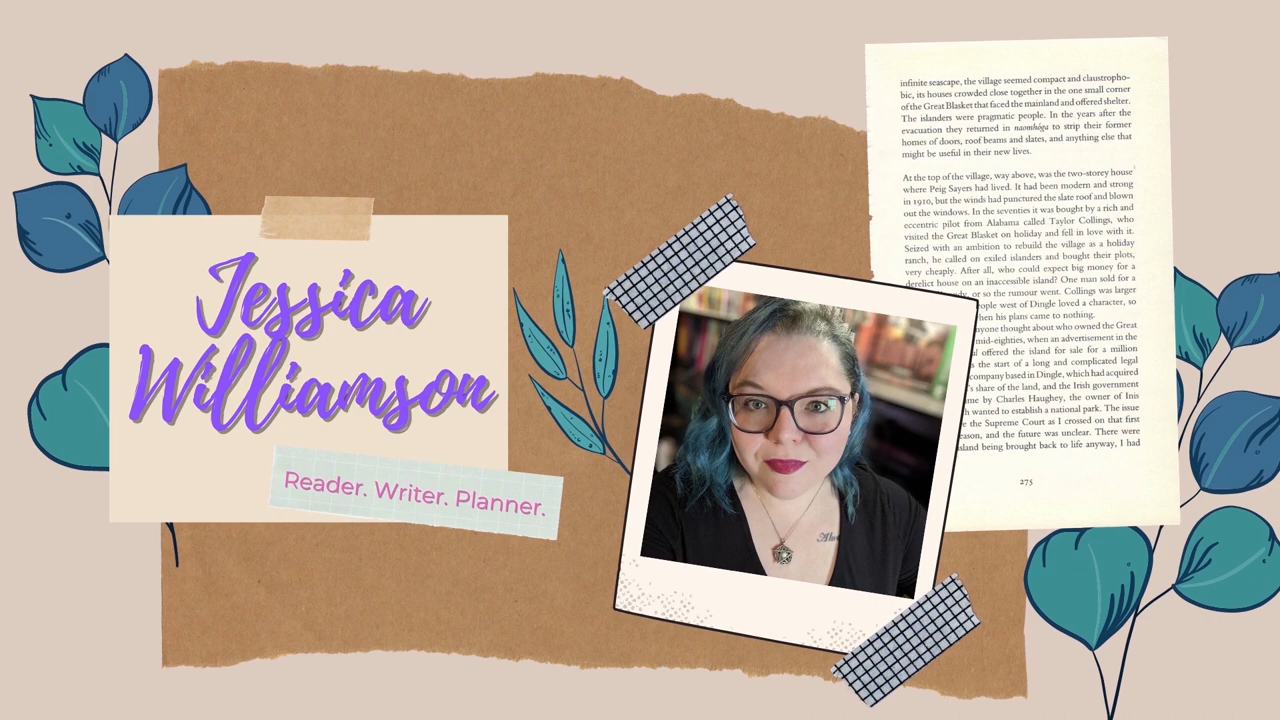 Jessica
Williamson
Reader. Writer. Planner.
infinite seascape, the village seemed compact and claustropho-
bic, its houses crowded close together in the one small corner
of the Great Blasket that faced the mainland and offered shelter.
The islanders were pragmatic people. In the years after the
evacuation they returned in naomhóga to strip their former
homes of doors, roof beams and slates, and anything else that
might be useful in their new lives.
At the top of the village, way above, was the two-storey house
where Peig Sayers had lived. It had been modern and strong
in 1910, but the winds had punctured the slate roof and blown
out the windows. In the seventies it was bought by a rich and
eccentric pilot from Alabama called Taylor Collings, who
visited the Great Blasket on holiday and fell in love with it.
Seized with an ambition to rebuild the village as a holiday
ranch, he called on exiled islanders and bought their plots,
very cheaply. After all, who could expect big money for a
derelict house on an inaccessible island? One man sold for a
or so the rumour went. Collings was larger
west of Dingle loved a character, so
hen his plans came to nothing.
nyone thought about who owned the Great
mid-eighties, when an advertisement in the
offered the island for sale for a million
the start of a long and complicated legal
company based in Dingle, which had acquired
's share of the land, and the Irish government
me by Charles Haughey, the owner of Inis
wanted to establish a national park. The issue
the Supreme Court as I crossed on that first
eason, and the future was unclear. There were
sland being brought back to life anyway, I had
275